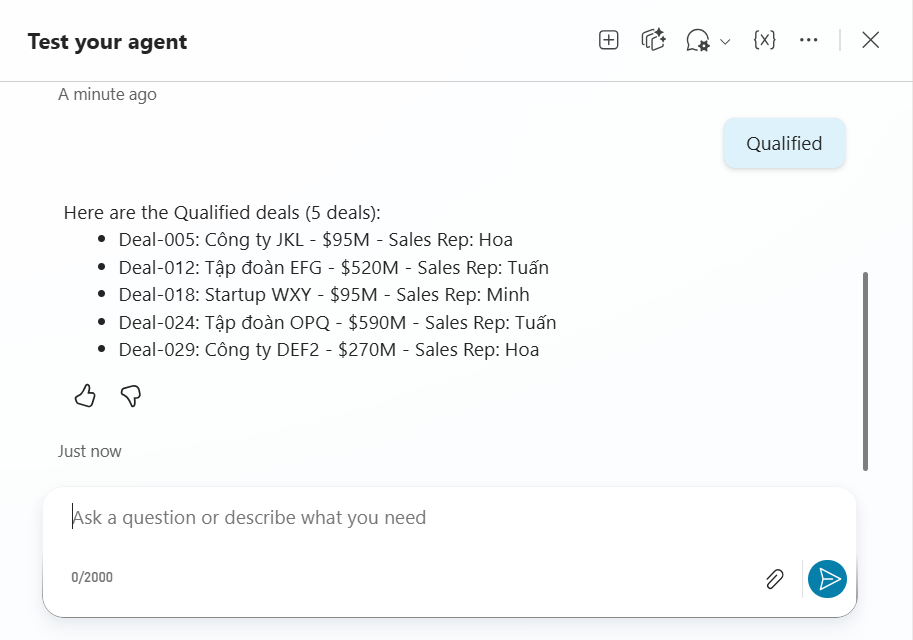 Test your agent
{x}
A minute ago
Qualified
Here are the Qualified deals (5 deals):
• Deal-005: Công ty JKL - $95M - Sales Rep: Hoa
• Deal-012: Tập đoàn EFG - $520M - Sales Rep: Tuấn
• Deal-018: Startup WXY - $95M - Sales Rep: Minh
• Deal-024: Tập đoàn OPQ - $590M - Sales Rep: Tuấn
• Deal-029: Công ty DEF2 - $270M - Sales Rep: Hoa
Just now
Ask a question or describe what you need
0/2000